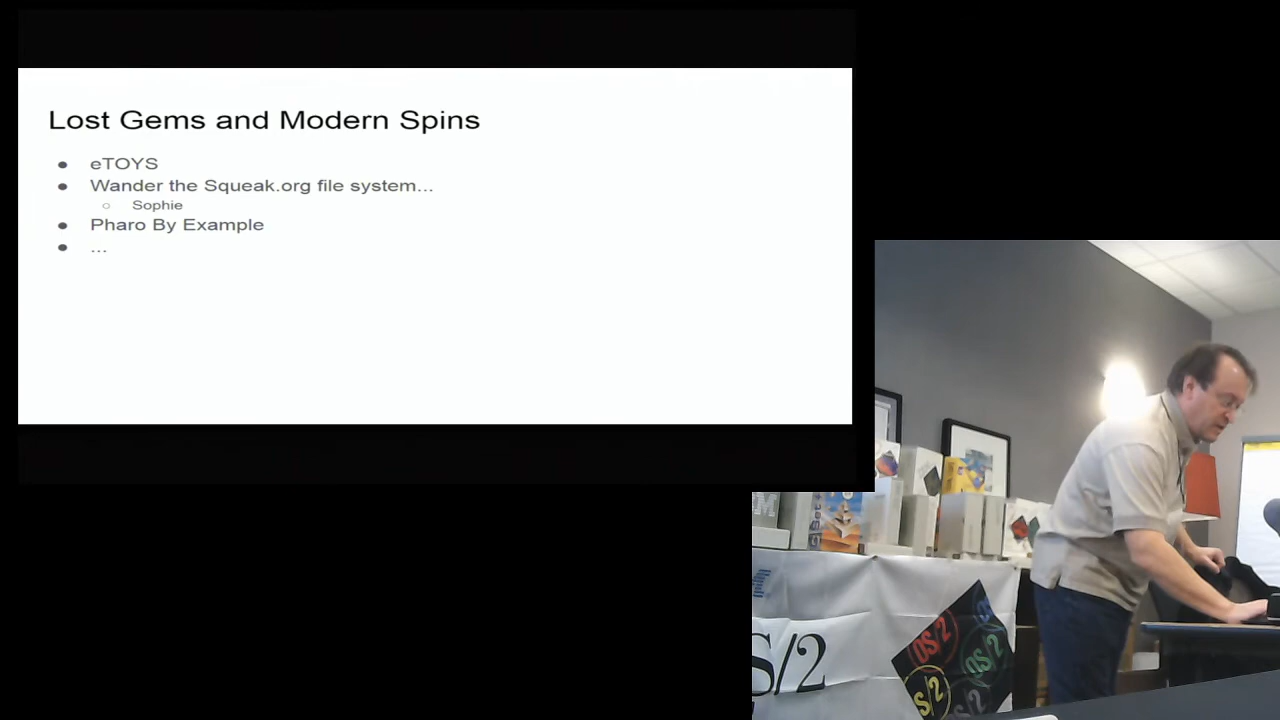 Lost Gems and Modern Spins
● eTOYS
● Wander the Squeak.org file system...
○ Sophie
● Pharo By Example
● ...
M
C Set
S/2
OS/2
OS/2
S/2